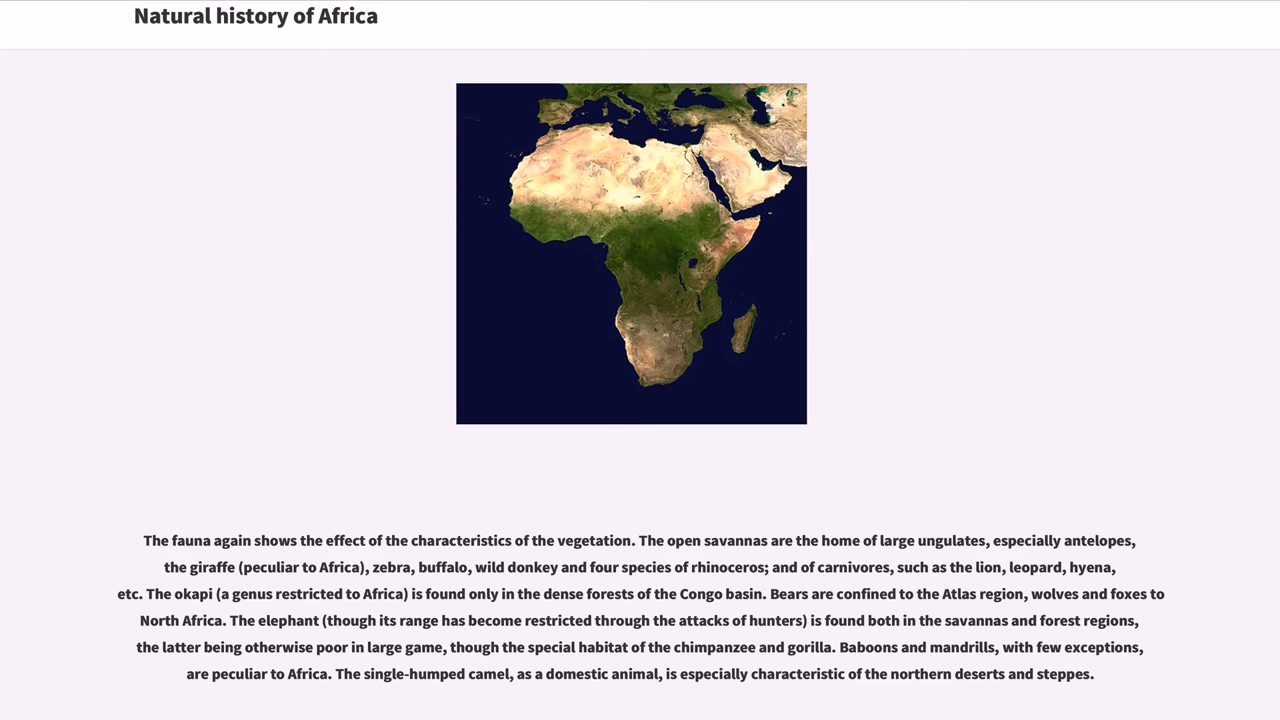 Natural history of Africa
The fauna again shows the effect of the characteristics of the vegetation. The open savannas are the home of large ungulates, especially antelopes,
the giraffe (peculiar to Africa), zebra, buffalo, wild donkey and four species of rhinoceros; and of carnivores, such as the lion, leopard, hyena,
etc. The okapi (a genus restricted to Africa) is found only in the dense forests of the Congo basin. Bears are confined to the Atlas region, wolves and foxes to
North Africa. The elephant (though its range has become restricted through the attacks of hunters) is found both in the savannas and forest regions,
the latter being otherwise poor in large game, though the special habitat of the chimpanzee and gorilla. Baboons and mandrills, with few exceptions,
are peculiar to Africa. The single-humped camel, as a domestic animal, is especially characteristic of the northern deserts and steppes.